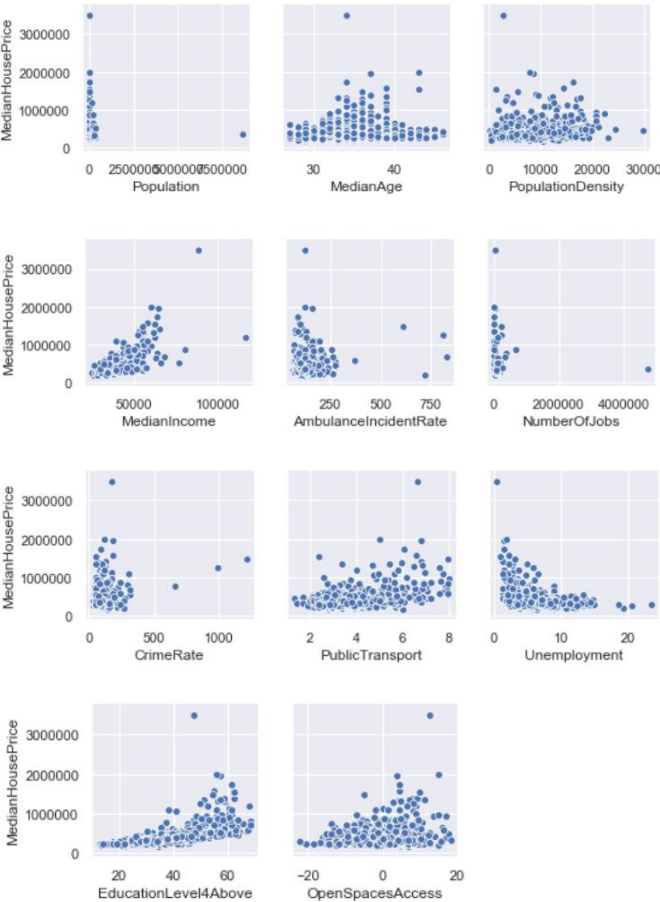 MedianHousePrice
3000000
2000000
1000000
0
0 2500000 5000000 7500000
Population
30 40
MedianAge
0 10000 20000 30000
PopulationDensity
MedianHousePrice
3000000
2000000
1000000
0
50000 100000
MedianIncome
250 500 750
AmbulanceIncidentRate
0 2000000 4000000
NumberOfJobs
MedianHousePrice
3000000
2000000
1000000
0
0 500 1000
CrimeRate
2 4 6 8
PublicTransport
0 10 20
Unemployment
MedianHousePrice
3000000
2000000
1000000
0
20 40 60
EducationLevel4Above
−20 0 20
OpenSpacesAccess